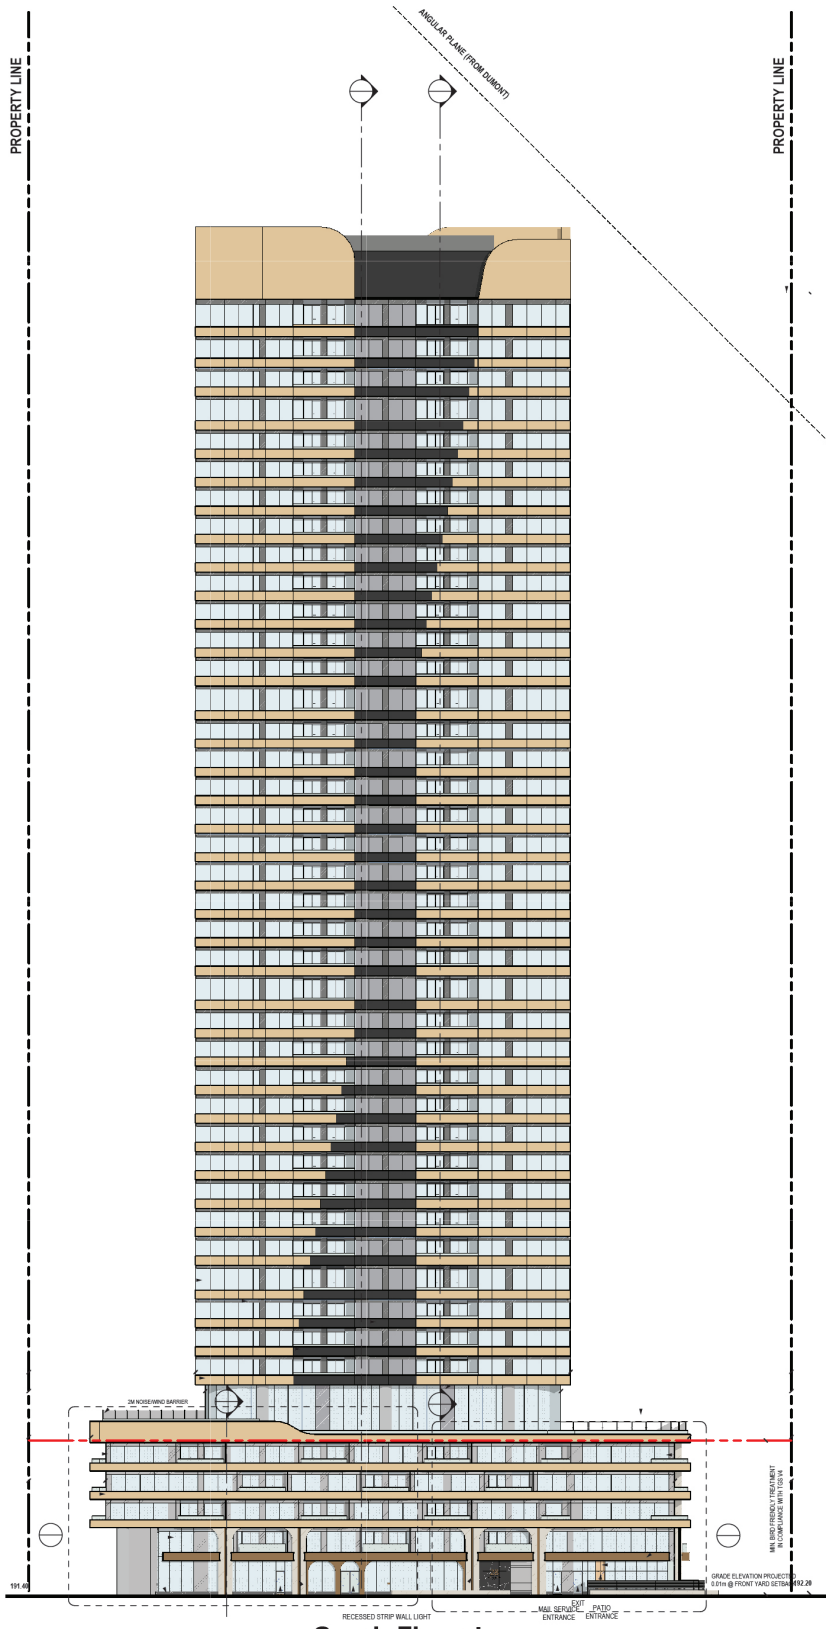 ANGULAR PLANE (FROM DUMONT)
PROPERTY LINE
PROPERTY LINE
2M NOISE/WIND BARRIER
MIN. BIRD FRIENDLY TREATMENT
IN COMPLIANCE WITH TGS V4
191.40
GRADE ELEVATION PROJECTED
0.01m @ FRONT YARD SETBACK
192.20
EXIT
MAIL SERVICE
ENTRANCE
PATIO
ENTRANCE
RECESSED STRIP WALL LIGHT